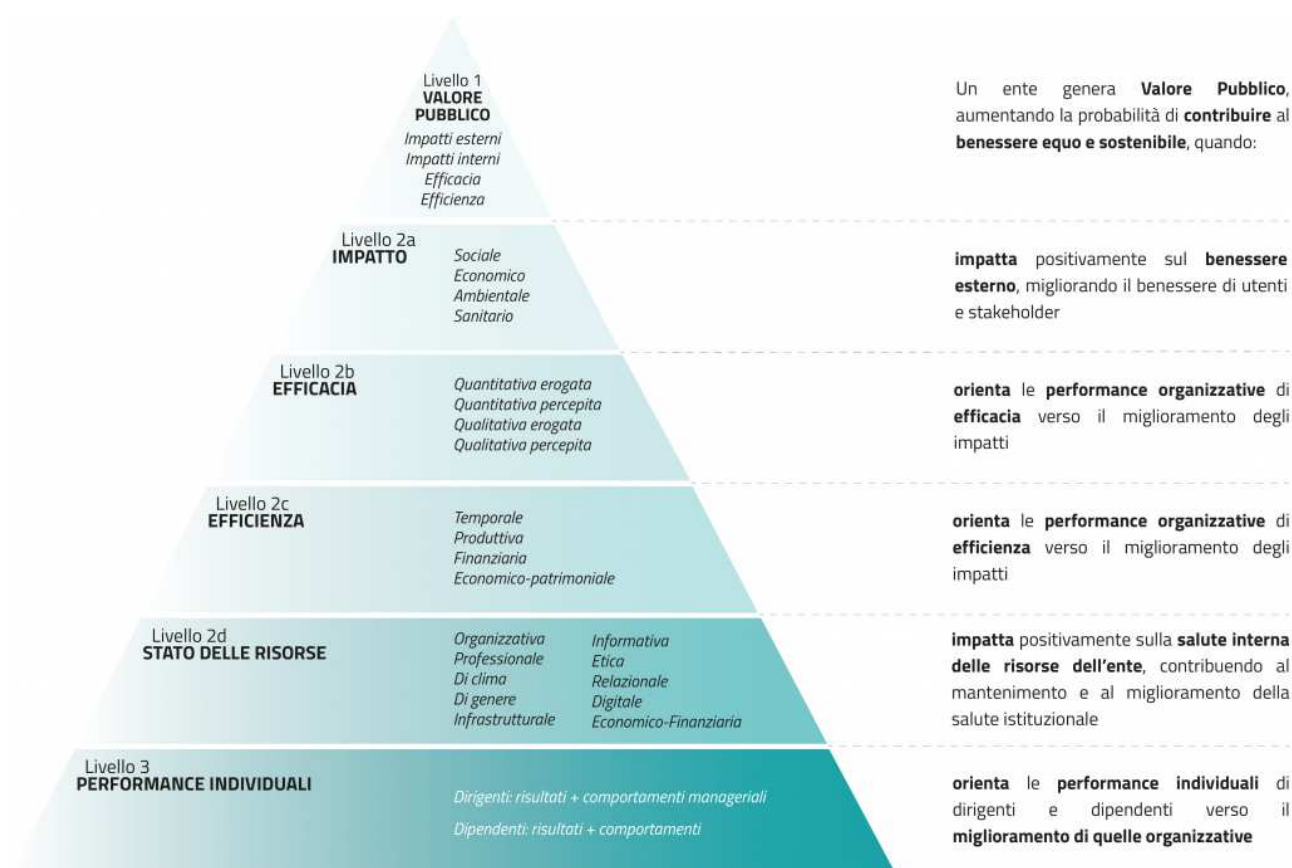 Livello 1
VALORE
PUBBLICO
Impatti esterni
Impatti interni
Efficacia
Efficienza
Un ente genera Valore Pubblico,
aumentando la probabilità di contribuire al
benessere equo e sostenibile, quando:
Livello 2a
IMPATTO
Sociale
Economico
Ambientale
Sanitario
impatta positivamente sul benessere
esterno, migliorando il benessere di utenti
e stakeholder
Livello 2b
EFFICACIA
Quantitativa erogata
Quantitativa percepita
Qualitativa erogata
Qualitativa percepita
orienta le performance organizzative di
efficacia verso il miglioramento degli
impatti
Livello 2c
EFFICIENZA
Temporale
Produttiva
Finanziaria
Economico-patrimoniale
orienta le performance organizzative di
efficienza verso il miglioramento degli
impatti
Livello 2d
STATO DELLE RISORSE
Organizzativa
Professionale
Di clima
Di genere
Infrastrutturale
Informativa
Etica
Relazionale
Digitale
Economico-Finanziaria
impatta positivamente sulla salute interna
delle risorse dell'ente, contribuendo al
mantenimento e al miglioramento della
salute istituzionale
Livello 3
PERFORMANCE INDIVIDUALI
Dirigenti: risultati + comportamenti manageriali
Dipendenti: risultati + comportamenti
orienta le performance individuali di
dirigenti e dipendenti verso il
miglioramento di quelle organizzative